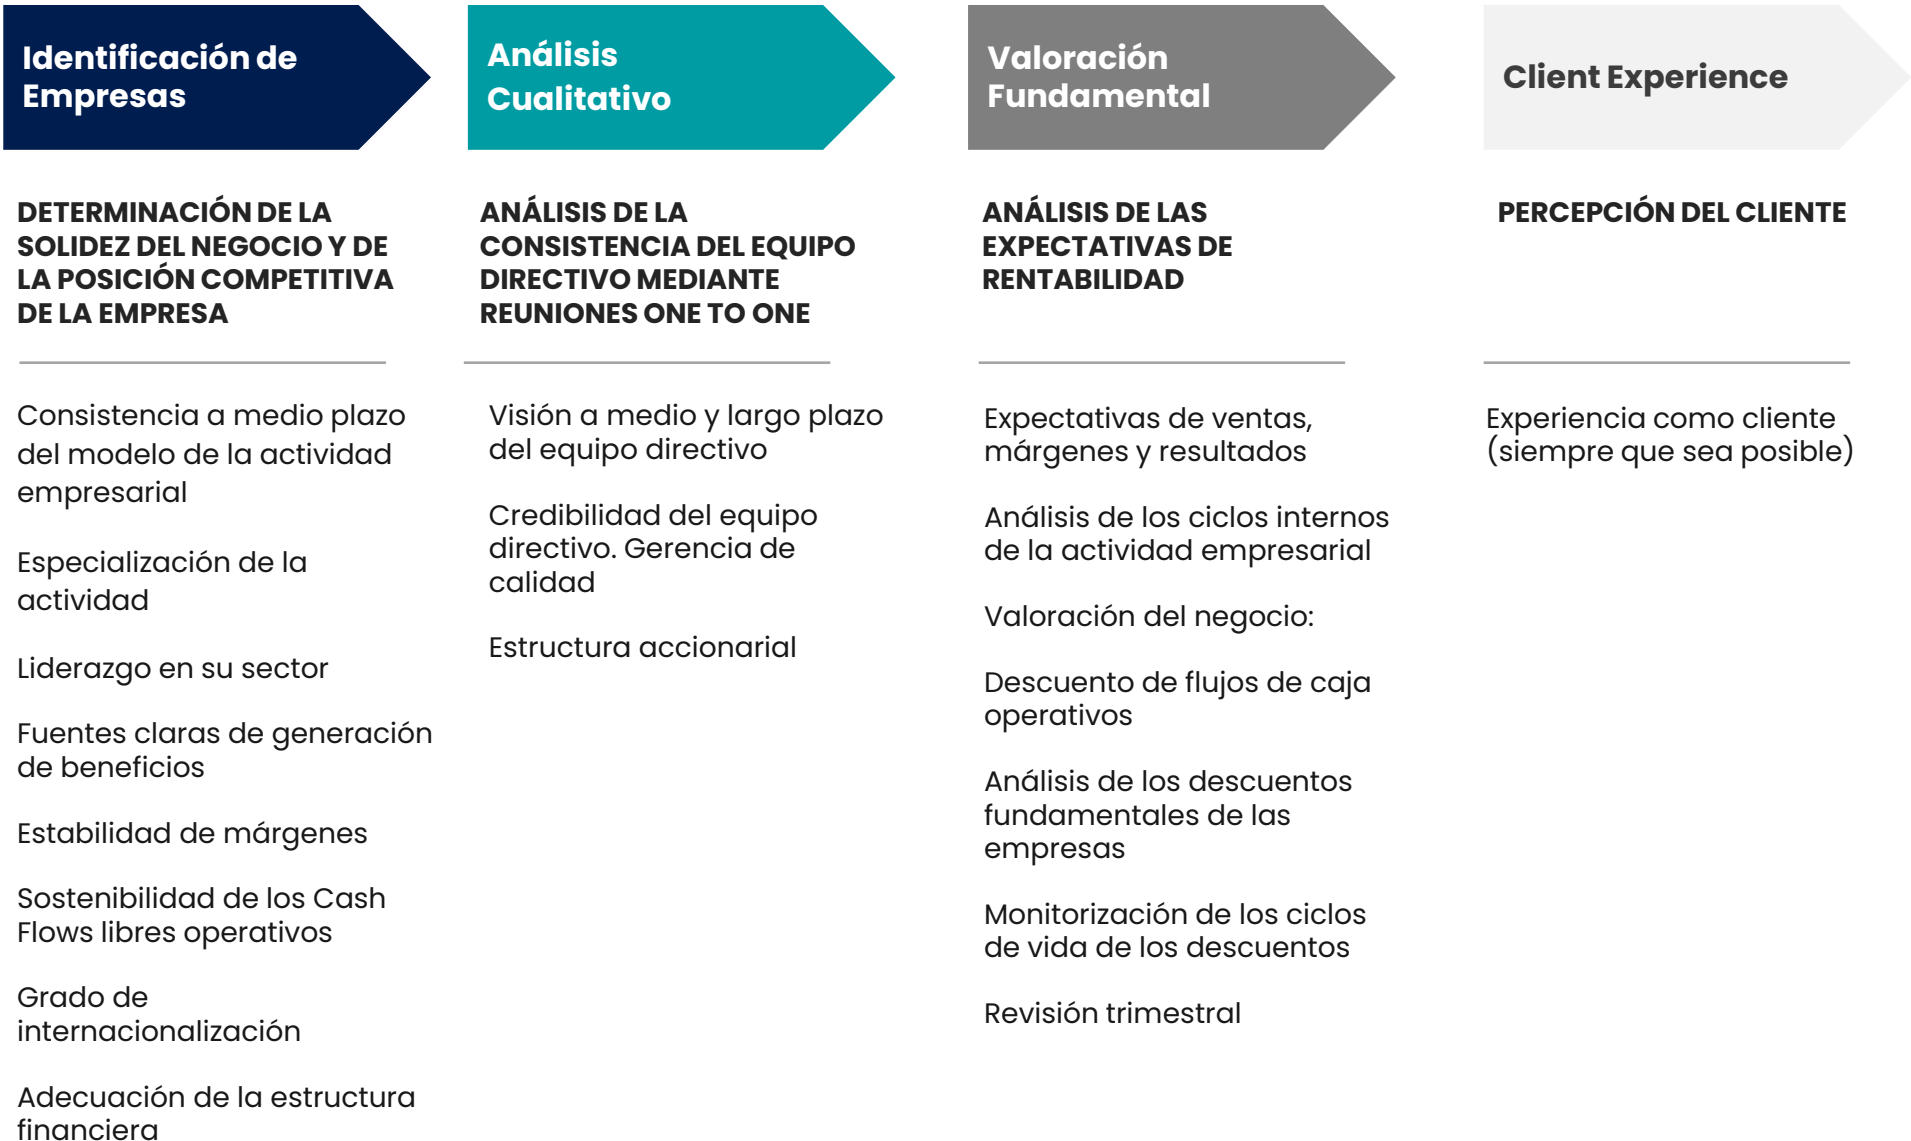 Identificación de
Empresas
DETERMINACIÓN DE LA
SOLIDEZ DEL NEGOCIO Y DE
LA POSICIÓN COMPETITIVA
DE LA EMPRESA
Consistencia a medio plazo
del modelo de la actividad
empresarial
Especialización de la
actividad
Liderazgo en su sector
Fuentes claras de generación
de beneficios
Estabilidad de márgenes
Sostenibilidad de los Cash
Flows libres operativos
Grado de
internacionalización
Adecuación de la estructura
financiera
Análisis
Cualitativo
ANÁLISIS DE LA
CONSISTENCIA DEL EQUIPO
DIRECTIVO MEDIANTE
REUNIONES ONE TO ONE
Visión a medio y largo plazo
del equipo directivo
Credibilidad del equipo
directivo. Gerencia de
calidad
Estructura accionarial
Valoración
Fundamental
ANÁLISIS DE LAS
EXPECTATIVAS DE
RENTABILIDAD
Expectativas de ventas,
márgenes y resultados
Análisis de los ciclos internos
de la actividad empresarial
Valoración del negocio:
Descuento de flujos de caja
operativos
Análisis de los descuentos
fundamentales de las
empresas
Monitorización de los ciclos
de vida de los descuentos
Revisión trimestral
Client Experience
PERCEPCIÓN DEL CLIENTE
Experiencia como cliente
(siempre que sea posible)